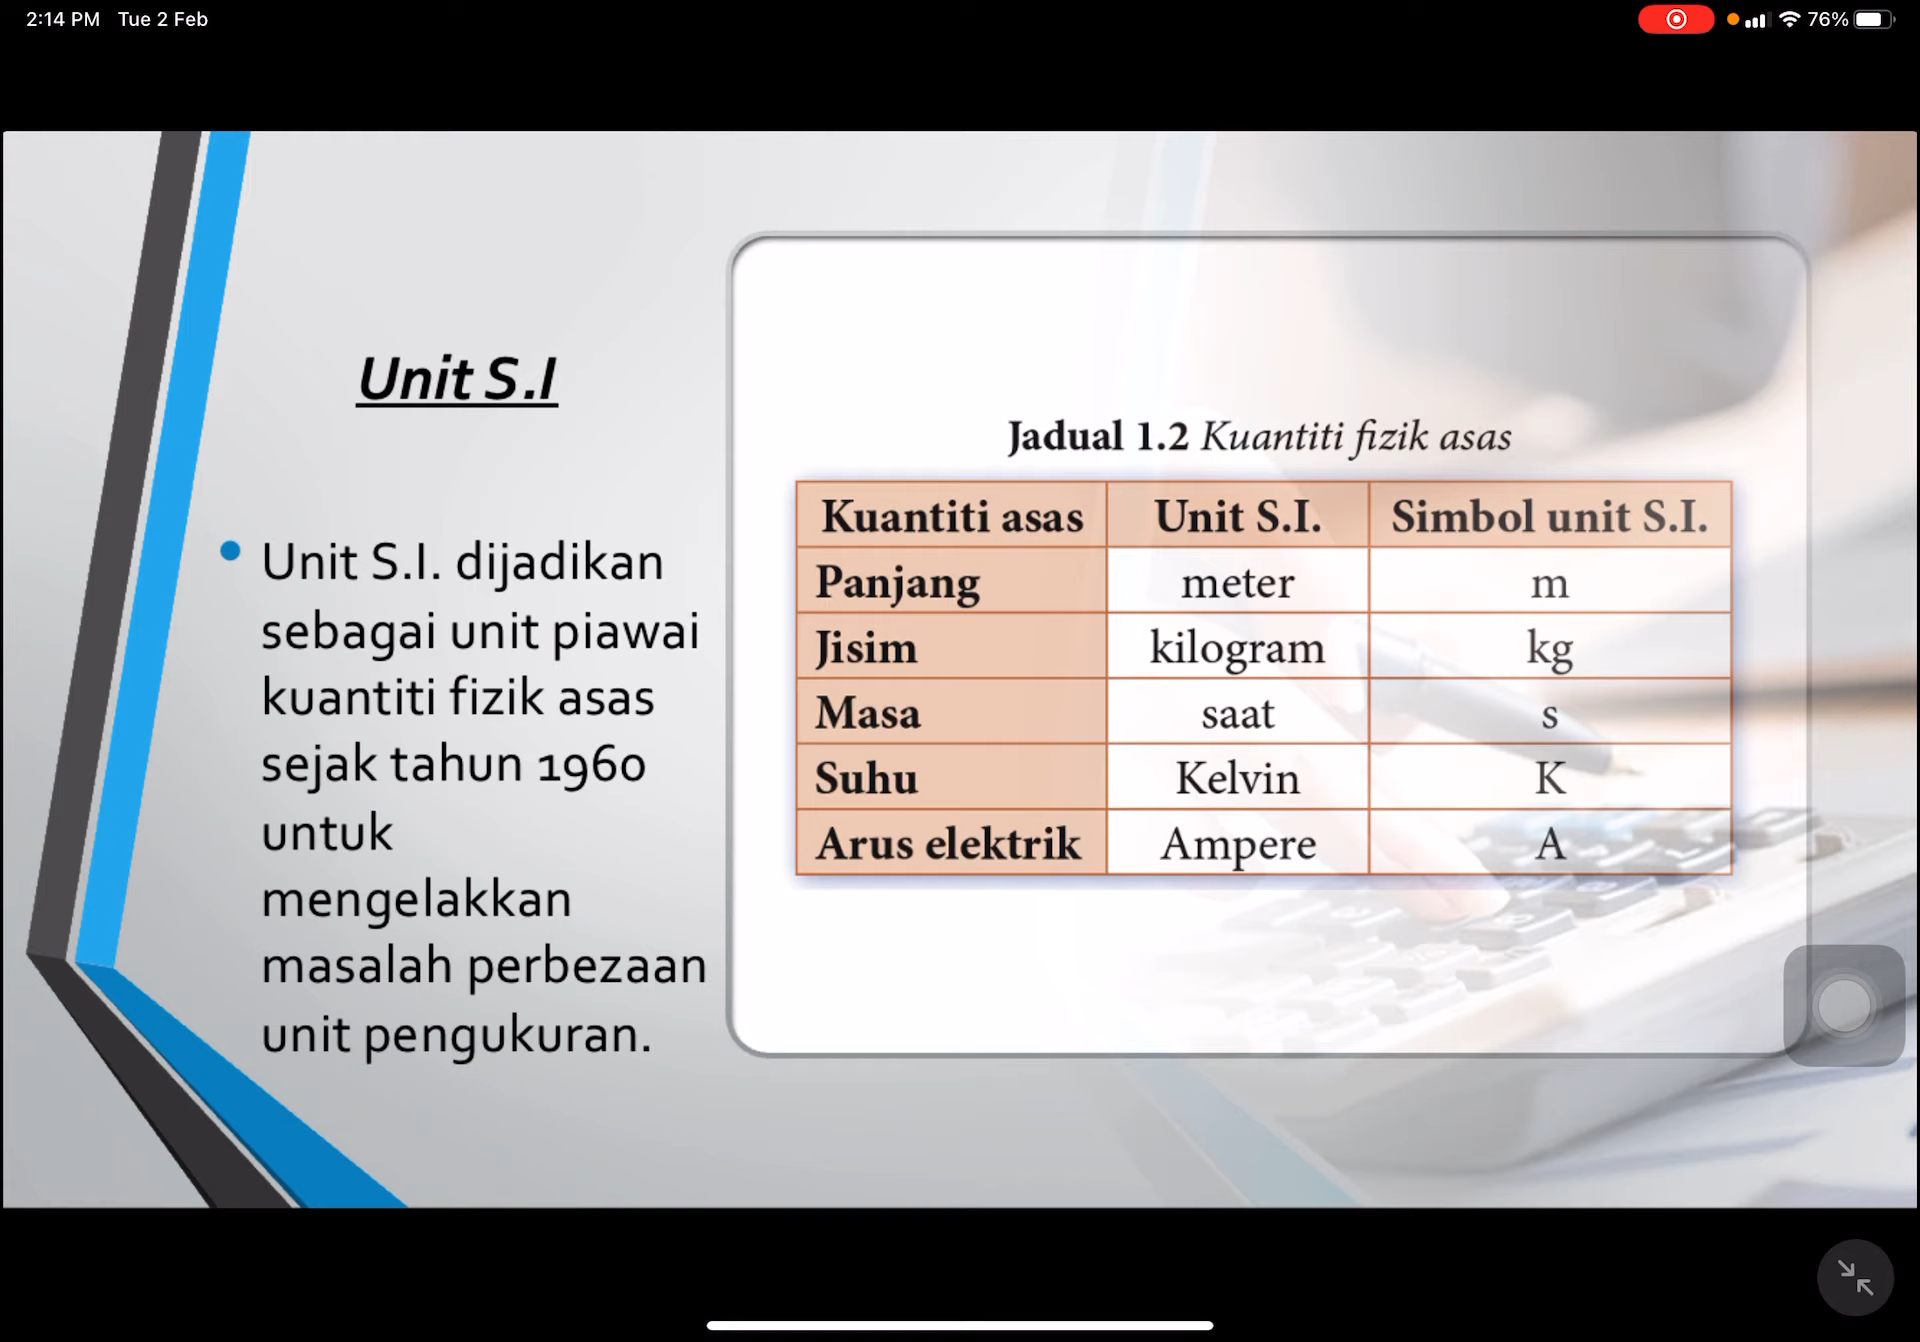 2:14 PM Tue 2 Feb
76%
Unit S.I
• Unit S.I. dijadikan
sebagai unit piawai
kuantiti fizik asas
sejak tahun 1960
untuk
mengelakkan
masalah perbezaan
unit pengukuran.
Jadual 1.2 Kuantiti fizik asas
Kuantiti asas Unit S.I. Simbol unit S.I.
Panjang meter m
Jisim kilogram kg
Masa saat s
Suhu Kelvin K
Arus elektrik Ampere A